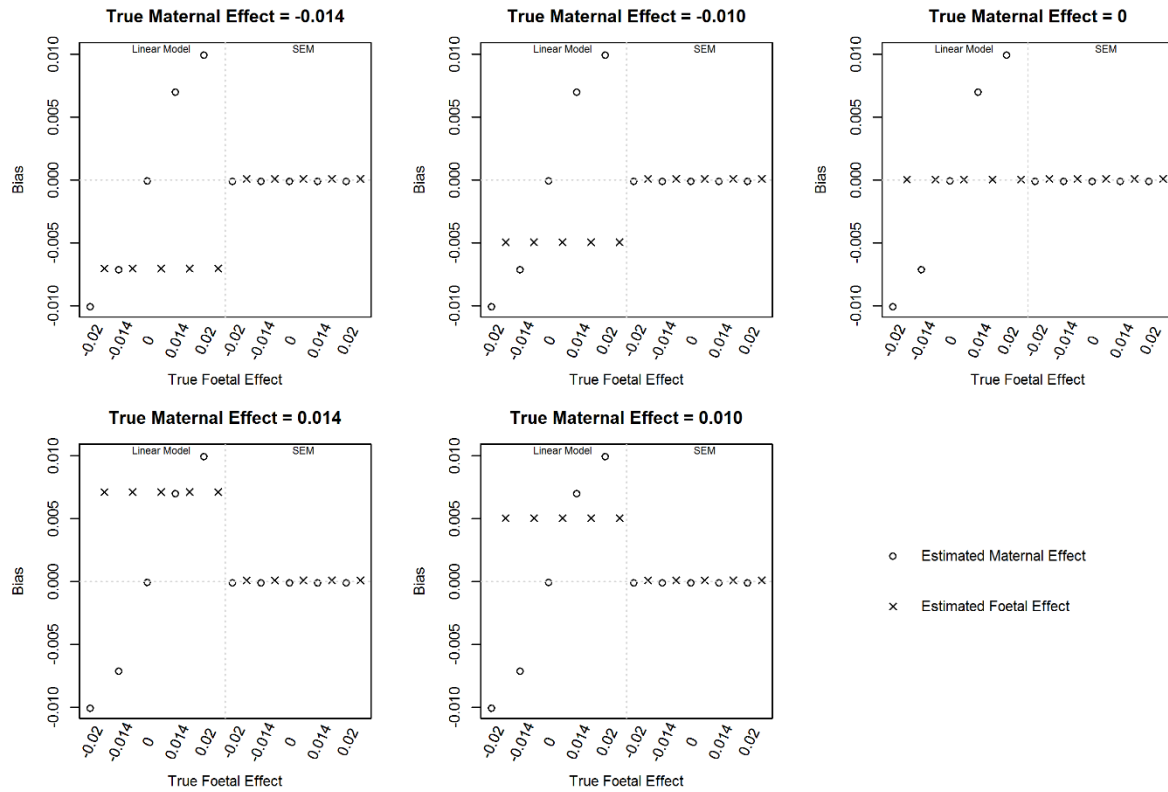 True Maternal Effect = -0.014
Linear Model
SEM
Bias
0.010
0.005
0.000
-0.005
-0.010
-0.02
-0.014
0
0.014
0.02
-0.02
-0.014
0
0.014
0.02
True Foetal Effect
True Maternal Effect = -0.010
Linear Model
SEM
Bias
0.010
0.005
0.000
-0.005
-0.010
-0.02
-0.014
0
0.014
0.02
-0.02
-0.014
0
0.014
0.02
True Foetal Effect
True Maternal Effect = 0
Linear Model
SEM
Bias
0.010
0.005
0.000
-0.005
-0.010
-0.02
-0.014
0
0.014
0.02
-0.02
-0.014
0
0.014
0.02
True Foetal Effect
True Maternal Effect = 0.014
Linear Model
SEM
Bias
0.010
0.005
0.000
-0.005
-0.010
-0.02
-0.014
0
0.014
0.02
-0.02
-0.014
0
0.014
0.02
True Foetal Effect
True Maternal Effect = 0.010
Linear Model
SEM
Bias
0.010
0.005
0.000
-0.005
-0.010
-0.02
-0.014
0
0.014
0.02
-0.02
-0.014
0
0.014
0.02
True Foetal Effect
Estimated Maternal Effect
Estimated Foetal Effect